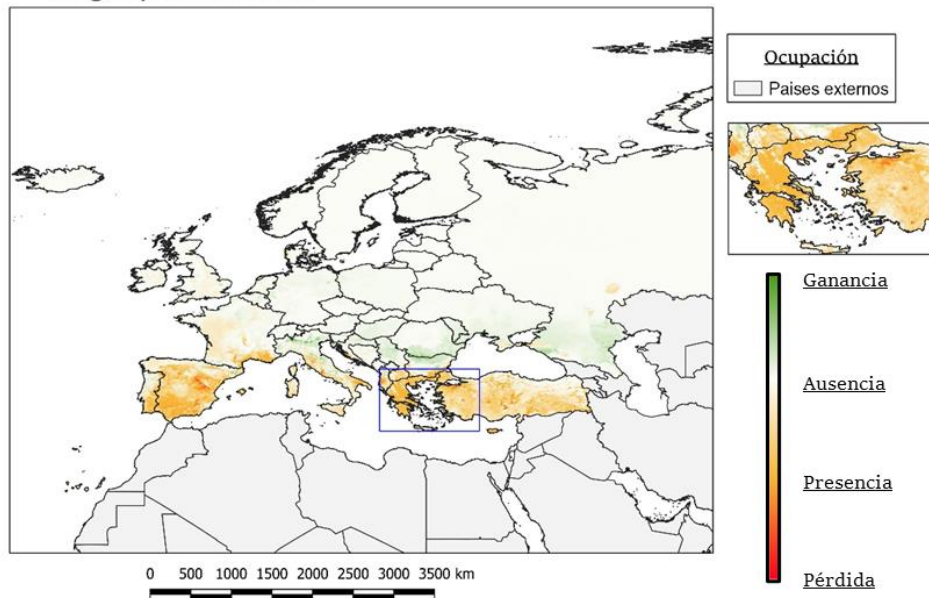 Ocupación
Paises externos
Ganancia
Ausencia
Presencia
Pérdida
0 500 1000 1500 2000 2500 3000 3500 km